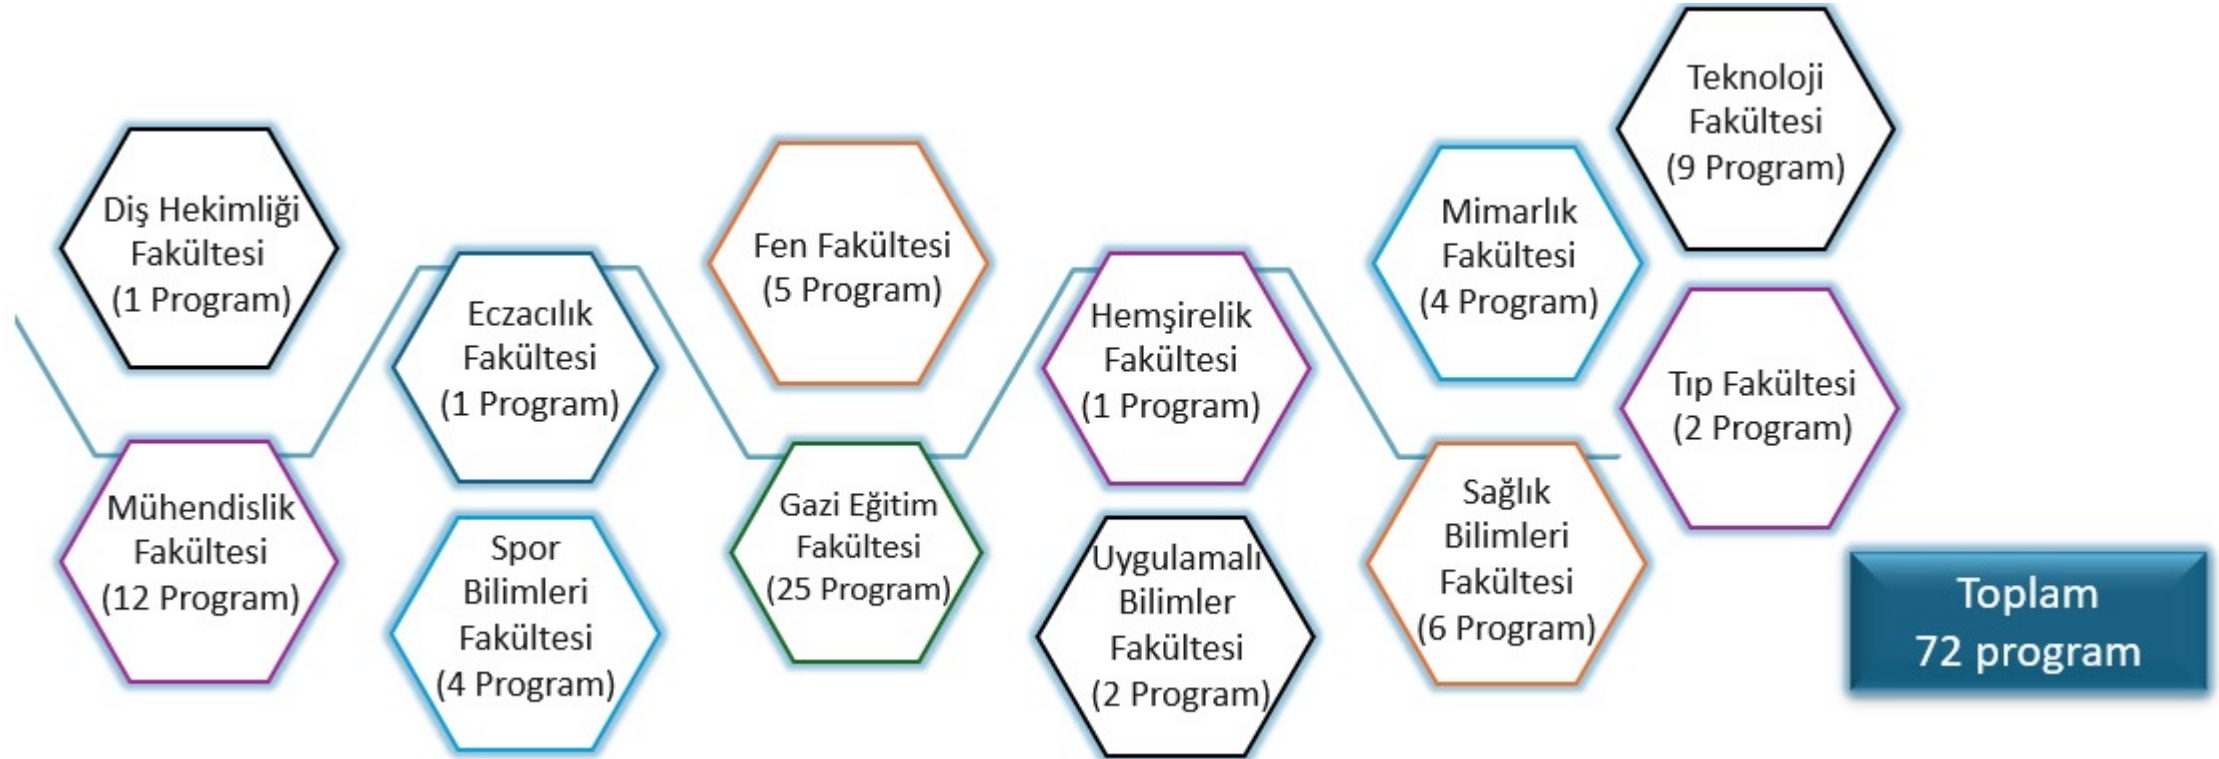 Diş Hekimliği
Fakültesi
(1 Program)
Mühendislik
Fakültesi
(12 Program)
Eczacılık
Fakültesi
(1 Program)
Spor
Bilimleri
Fakültesi
(4 Program)
Fen Fakültesi
(5 Program)
Gazi Eğitim
Fakültesi
(25 Program)
Hemşirelik
Fakültesi
(1 Program)
Uygulamalı
Bilimler
Fakültesi
(2 Program)
Mimarlık
Fakültesi
(4 Program)
Sağlık
Bilimleri
Fakültesi
(6 Program)
Teknoloji
Fakültesi
(9 Program)
Tıp Fakültesi
(2 Program)
Toplam
72 program